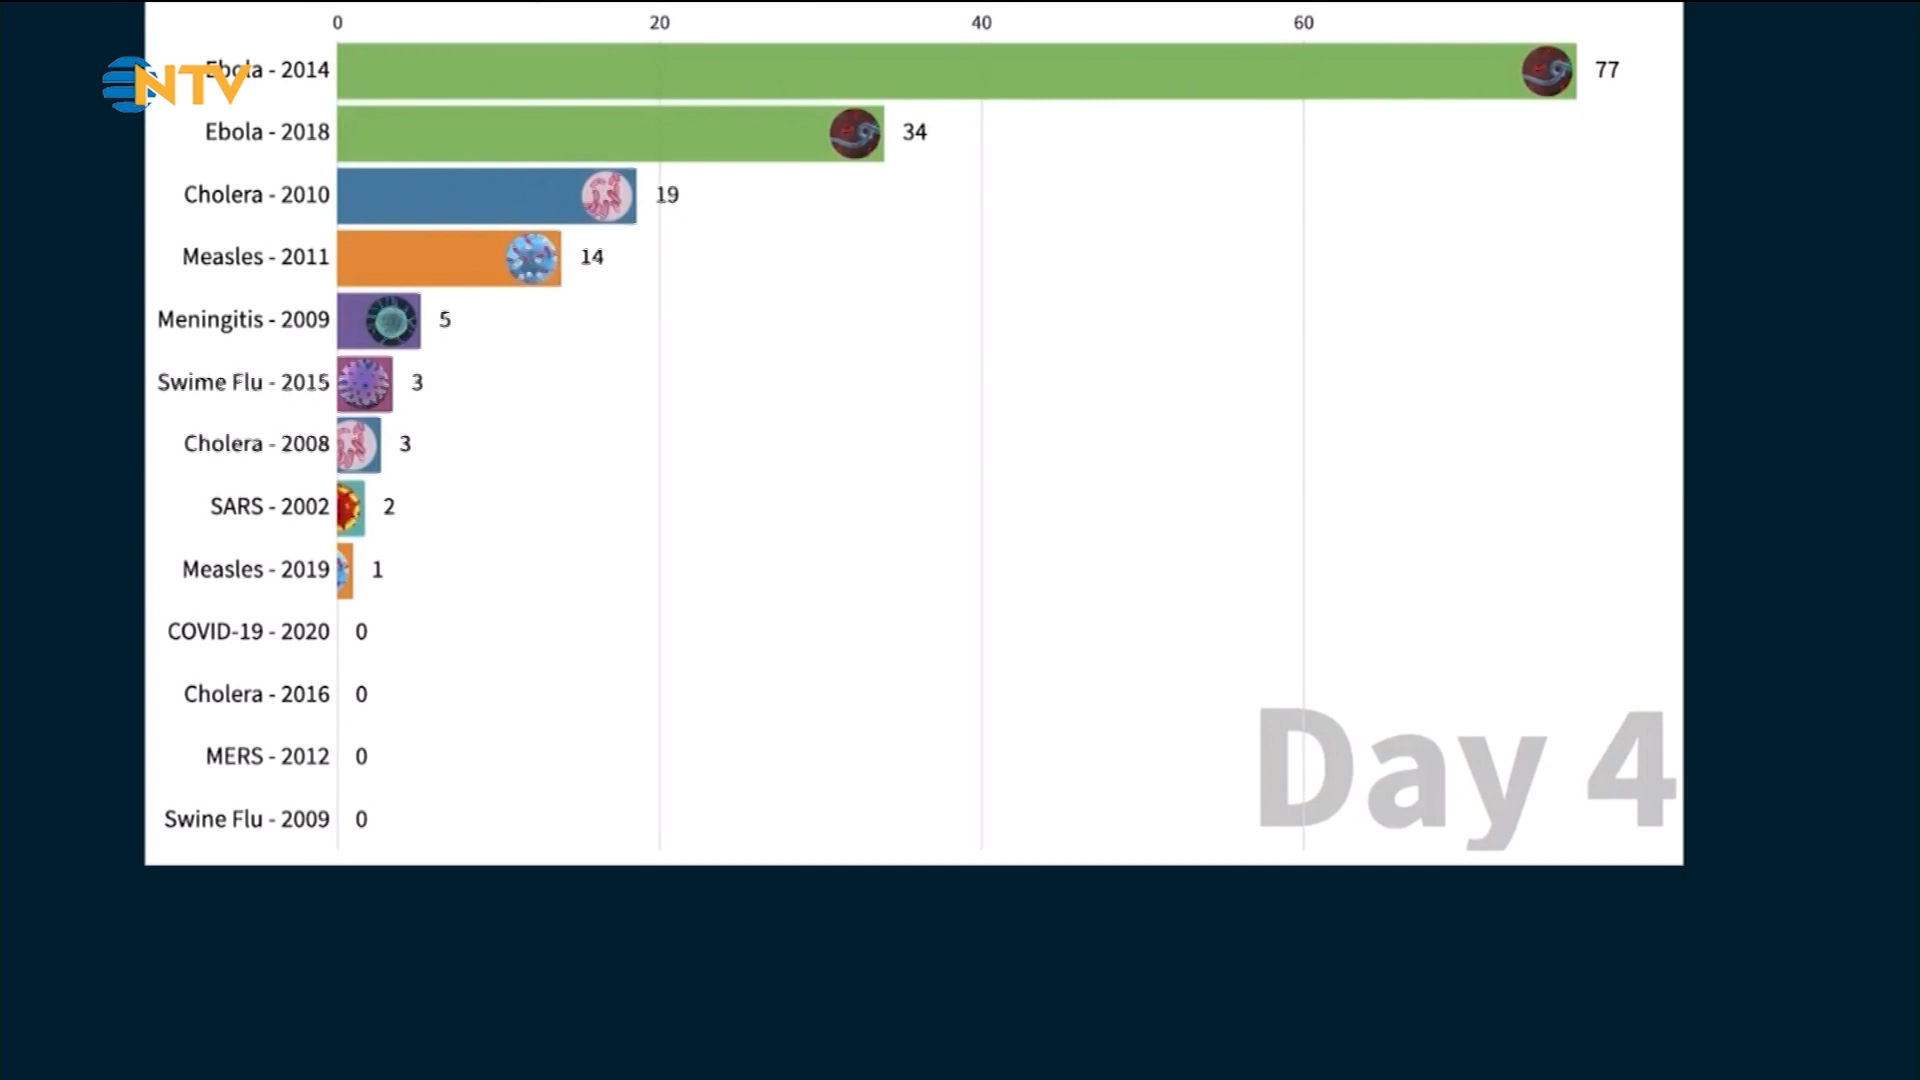 0 20 40 60
NTV
Ebola - 2014 77
Ebola - 2018 34
Cholera - 2010 19
Measles - 2011 14
Meningitis - 2009 5
Swime Flu - 2015 3
Cholera - 2008 3
SARS - 2002 2
Measles - 2019 1
COVID-19 - 2020 0
Cholera - 2016 0
MERS - 2012 0
Swine Flu - 2009 0
Day 4